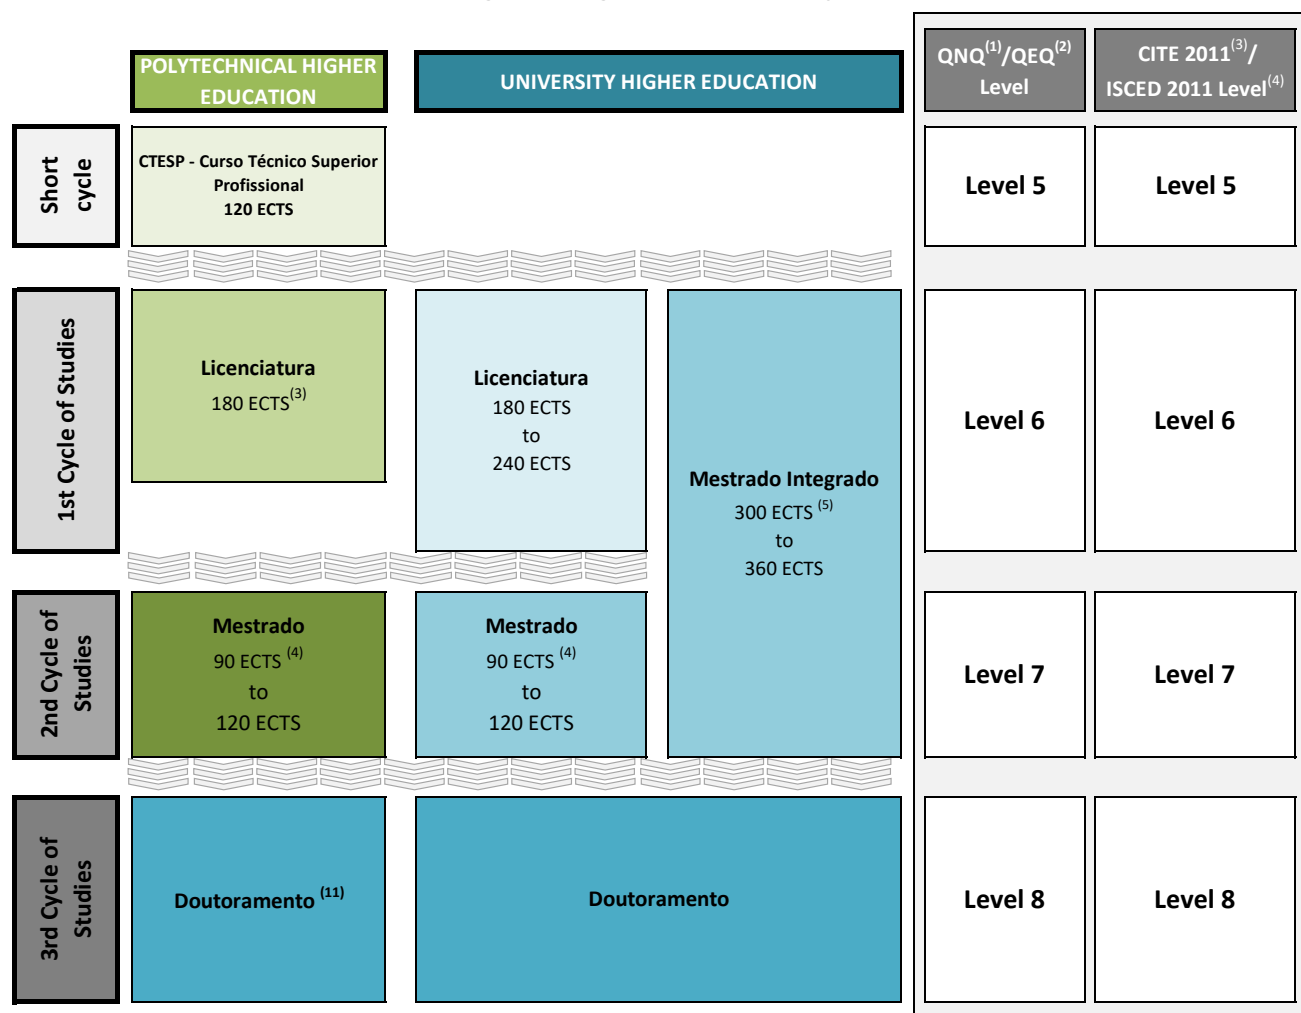 POLYTECHNICAL HIGHER
EDUCATION
UNIVERSITY HIGHER EDUCATION
QNQ(1)/QEQ(2)
Level
CITE 2011(3)/
ISCED 2011 Level(4)
Short
cycle
CTESP - Curso Técnico Superior
Profissional
120 ECTS
Level 5
Level 5
1st Cycle of Studies
Licenciatura
180 ECTS(3)
Licenciatura
180 ECTS
to
240 ECTS
Mestrado Integrado
300 ECTS (5)
to
360 ECTS
Level 6
Level 6
2nd Cycle of
Studies
Mestrado
90 ECTS (4)
to
120 ECTS
Mestrado
90 ECTS (4)
to
120 ECTS
Level 7
Level 7
3rd Cycle of
Studies
Doutoramento (11)
Doutoramento
Level 8
Level 8